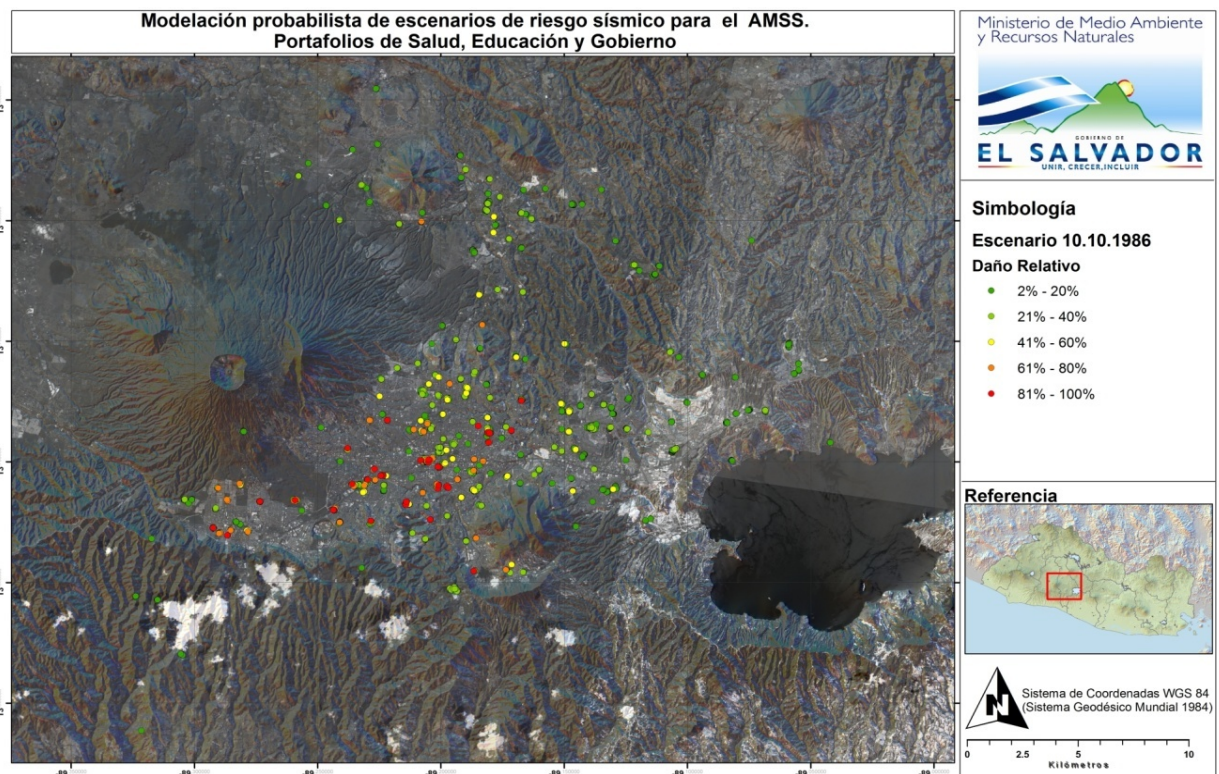 Modelación probabilista de escenarios de riesgo sísmico para el AMSS.
Portafolios de Salud, Educación y Gobierno
Ministerio de Medio Ambiente
y Recursos Naturales
GOBIERNO DE
EL SALVADOR
UNIR, CRECER, INCLUIR
Simbología
Escenario 10.10.1986
Daño Relativo
2% - 20%
21% - 40%
41% - 60%
61% - 80%
81% - 100%
Referencia
N
Sistema de Coordenadas WGS 84
(Sistema Geodésico Mundial 1984)
0 2.5 5 10
Kilómetros